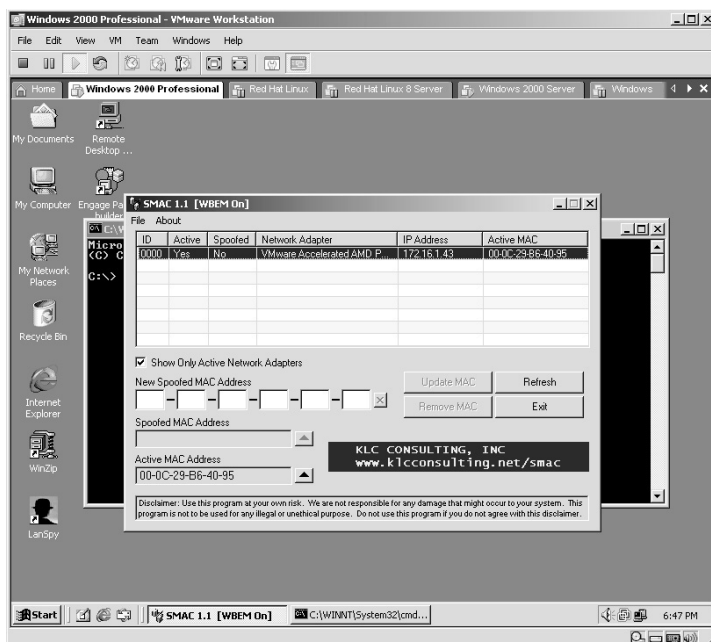 Windows 2000 Professional - VMware Workstation
File Edit View VM Team Windows Help
Home Windows 2000 Professional Red Hat Linux Red Hat Linux 8 Server Windows 2000 Server Windows
My Documents
Remote Desktop ...
My Computer
Engage Pa
builder
My Network Places
Recycle Bin
Internet Explorer
WinZip
LanSpy
C:\W
Micro
(C) C
C:\>
SMAC 1.1 [WBEM On]
File About
ID Active Spoofed Network Adapter IP Address Active MAC
0000 Yes No VMware Accelerated AMD P... 172.16.1.43 00-0C-29-B6-40-95
Show Only Active Network Adapters
New Spoofed MAC Address
Update MAC Refresh
Remove MAC Exit
Spoofed MAC Address
KLC CONSULTING, INC
www.klcconsulting.net/smac
Active MAC Address
00-0C-29-B6-40-95
Disclaimer: Use this program at your own risk. We are not responsible for any damage that might occur to your system. This
program is not to be used for any illegal or unethical purpose. Do not use this program if you do not agree with this disclaimer.
Start SMAC 1.1 [WBEM On] C:\WINNT\System32\cmd... 6:47 PM